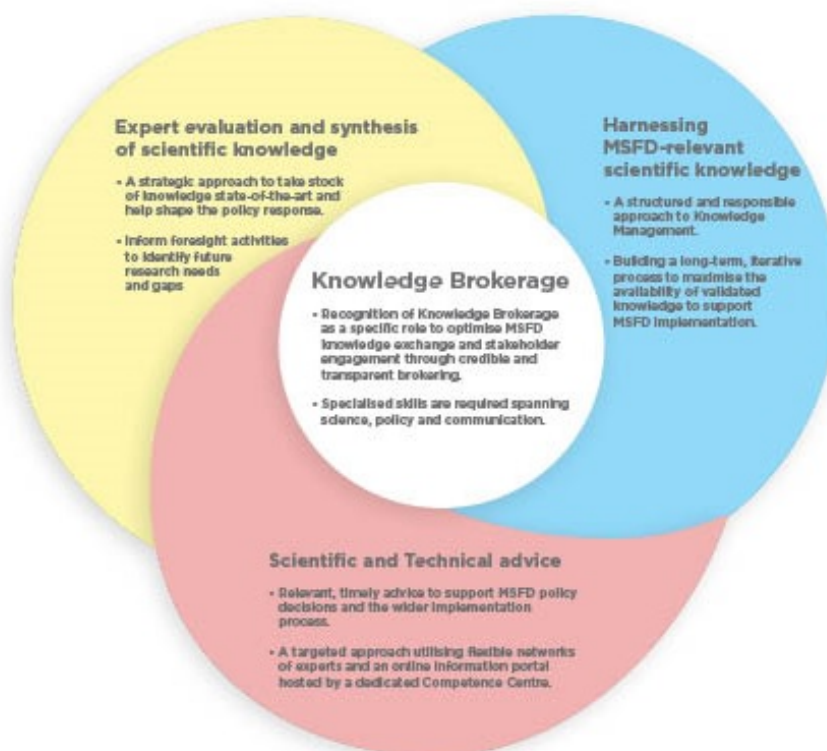 Expert evaluation and synthesis
of scientific knowledge
• A strategic approach to take stock
of knowledge state-of-the-art and
help shape the policy response.
• Inform foresight activities
to identify future
research needs
and gaps
Harnessing
MSFD-relevant
scientific knowledge
• A structured and responsible
approach to Knowledge
Management.
• Building a long-term, iterative
process to maximise the
availability of validated
knowledge to support
MSFD implementation.
Knowledge Brokerage
• Recognition of Knowledge Brokerage
as a specific role to optimise MSFD
knowledge exchange and stakeholder
engagement through credible and
transparent brokering.
• Specialised skills are required spanning
science, policy and communication.
Scientific and Technical advice
• Relevant, timely advice to support MSFD policy
decisions and the wider implementation
process.
• A targeted approach utilising flexible networks
of experts and an online information portal
hosted by a dedicated Competence Centre.